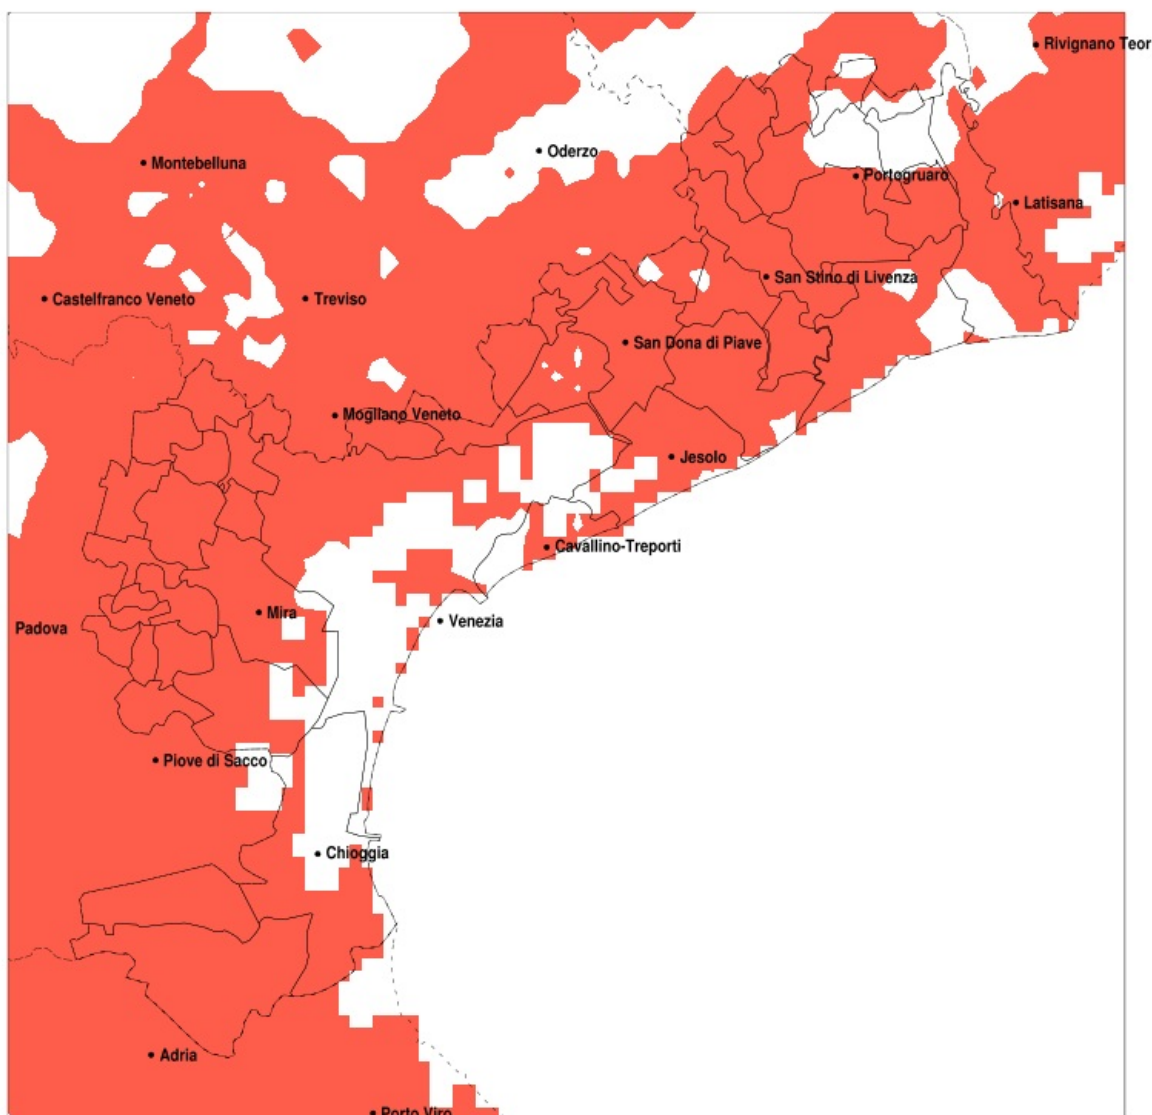 Rivignano Teor
Oderzo
Montebelluna
Portogruaro
Latisana
San Stino di Livenza
Castelfranco Veneto
Treviso
San Dona di Piave
Mogliano Veneto
Jesolo
Cavallino-Treporti
Mira
Venezia
Padova
Piove di Sacco
Chioggia
Adria
Porto Viro